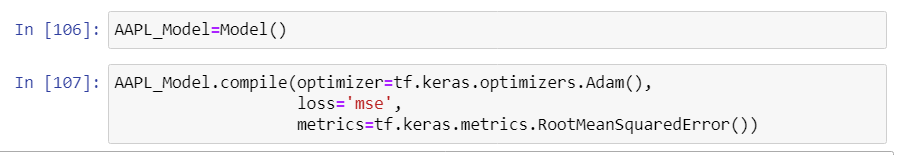 In [106]: AAPL_Model=Model()
In [107]: AAPL_Model.compile(optimizer=tf.keras.optimizers.Adam(),
loss='mse',
metrics=tf.keras.metrics.RootMeanSquaredError())